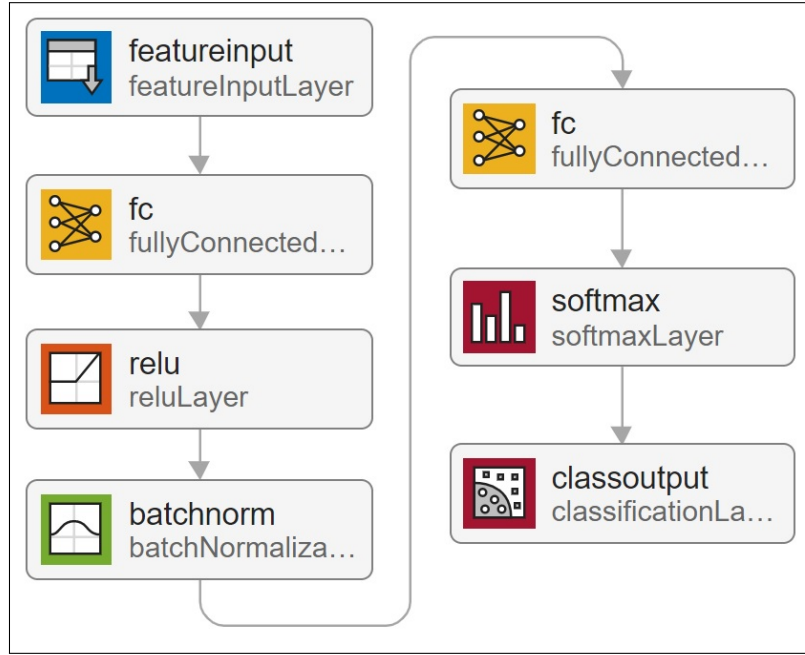 featureinput
featureInputLayer
fc
fullyConnected…
relu
reluLayer
batchnorm
batchNormaliza…
fc
fullyConnected…
softmax
softmaxLayer
classoutput
classificationLa…